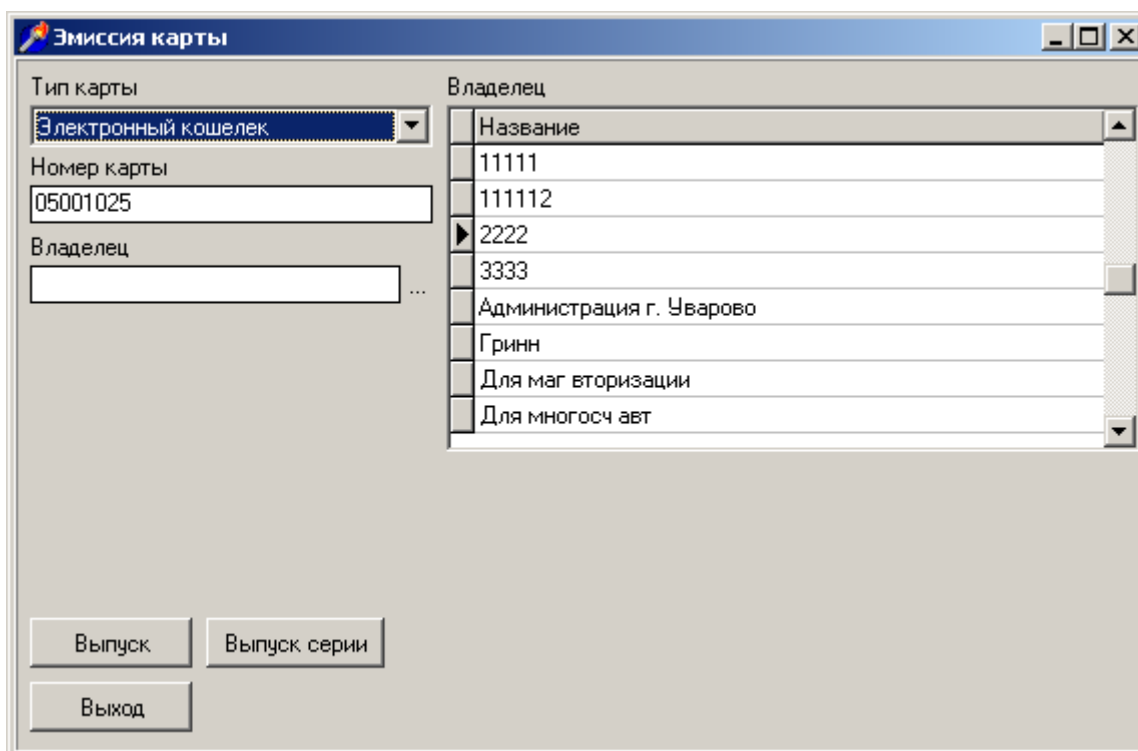 Эмиссия карты
Тип карты
Электронный кошелек
Номер карты
05001025
Владелец
...
Владелец
Название
11111
111112
2222
3333
Администрация г. Уварово
Гринн
Для маг вторизации
Для многосч авт
Выпуск
Выпуск серии
Выход